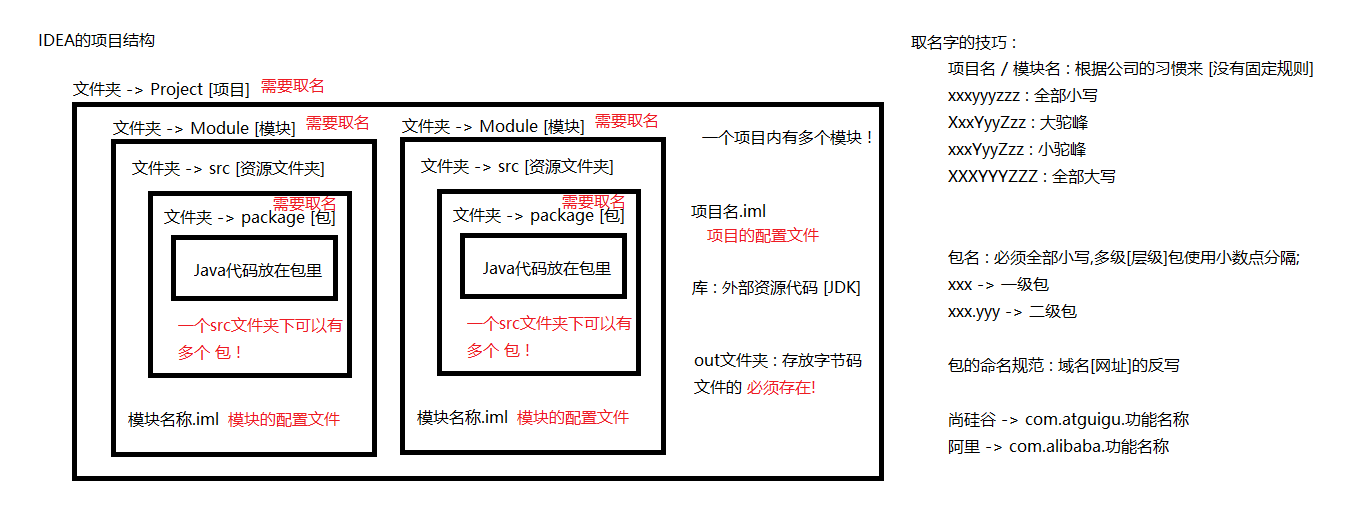 IDEA的项目结构
文件夹 -> Project [项目] 需要取名
文件夹 -> Module [模块] 需要取名
文件夹 -> src [资源文件夹]
需要取名
文件夹 -> package [包]
Java代码放在包里
一个src文件夹下可以有
多个 包！
模块名称.iml 模块的配置文件
文件夹 -> Module [模块] 需要取名
文件夹 -> src [资源文件夹]
需要取名
文件夹 -> package [包]
Java代码放在包里
一个src文件夹下可以有
多个 包！
模块名称.iml 模块的配置文件
一个项目内有多个模块！
项目名.iml
项目的配置文件
库 : 外部资源代码 [JDK]
out文件夹 : 存放字节码
文件的 必须存在!
取名字的技巧 :
项目名 / 模块名 : 根据公司的习惯来 [没有固定规则]
xxxyyyzzz : 全部小写
XxxYyyZzz : 大驼峰
xxxYyyZzz : 小驼峰
XXXYYYZZZ : 全部大写
包名 : 必须全部小写,多级[层级]包使用小数点分隔;
xxx -> 一级包
xxx.yyy -> 二级包
包的命名规范 : 域名[网址]的反写
尚硅谷 -> com.atguigu.功能名称
阿里 -> com.alibaba.功能名称